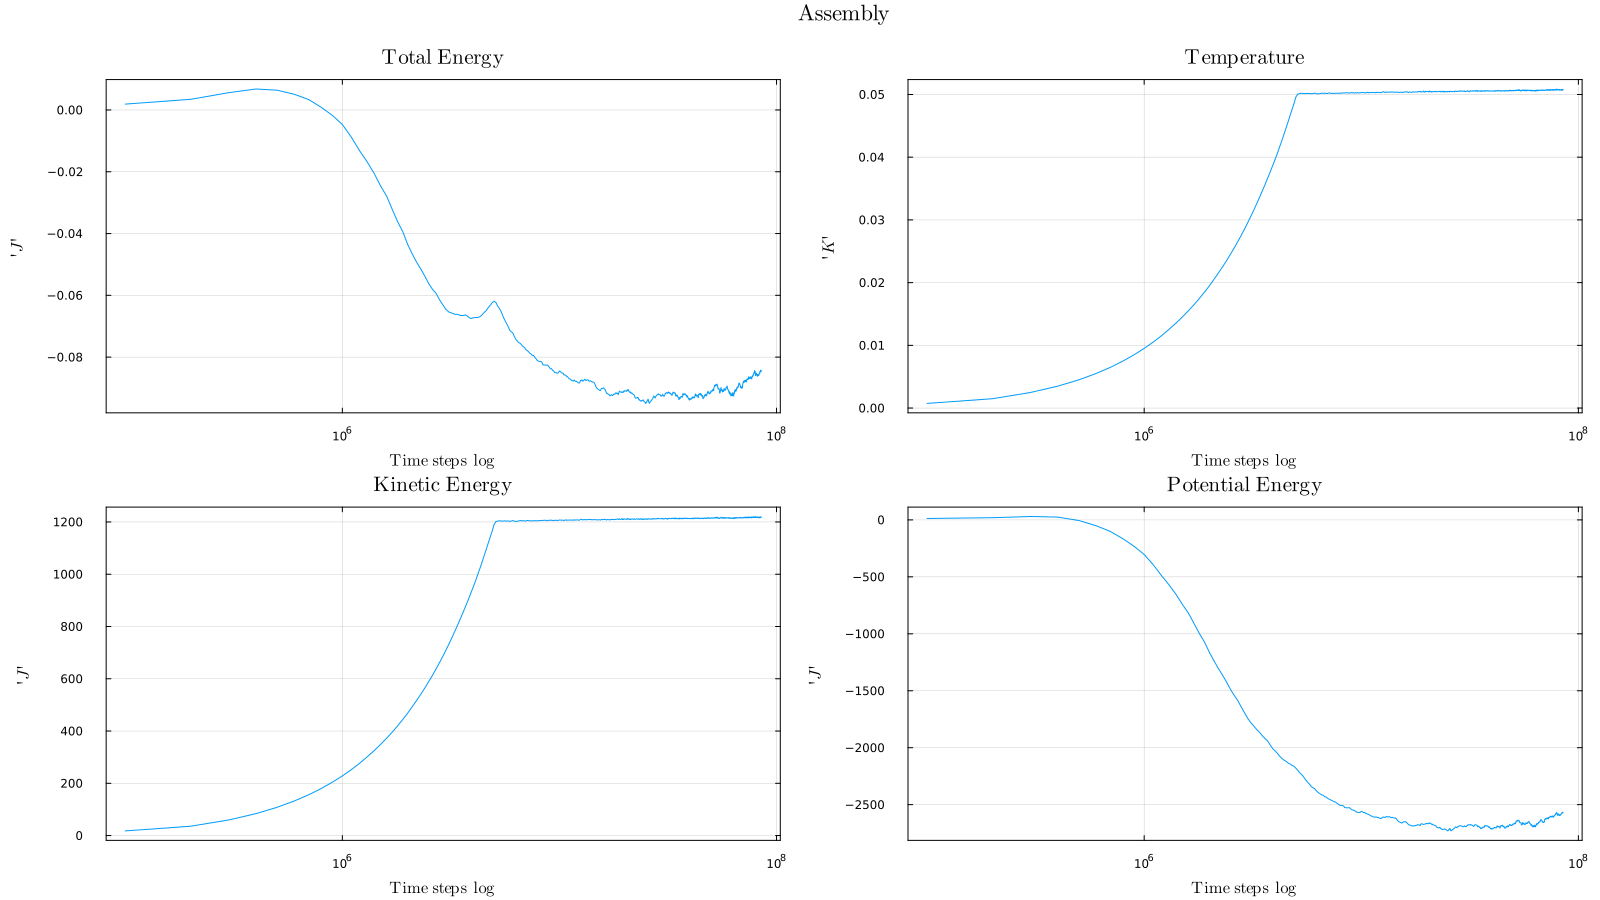 Assembly
Total Energy
0.00
−0.02
−0.04
−0.06
−0.08
'J'
10^6
10^8
Time steps log
Temperature
0.05
0.04
0.03
0.02
0.01
0.00
'K'
10^6
10^8
Time steps log
Kinetic Energy
1200
1000
800
600
400
200
0
'J'
10^6
10^8
Time steps log
Potential Energy
0
−500
−1000
−1500
−2000
−2500
'J'
10^6
10^8
Time steps log